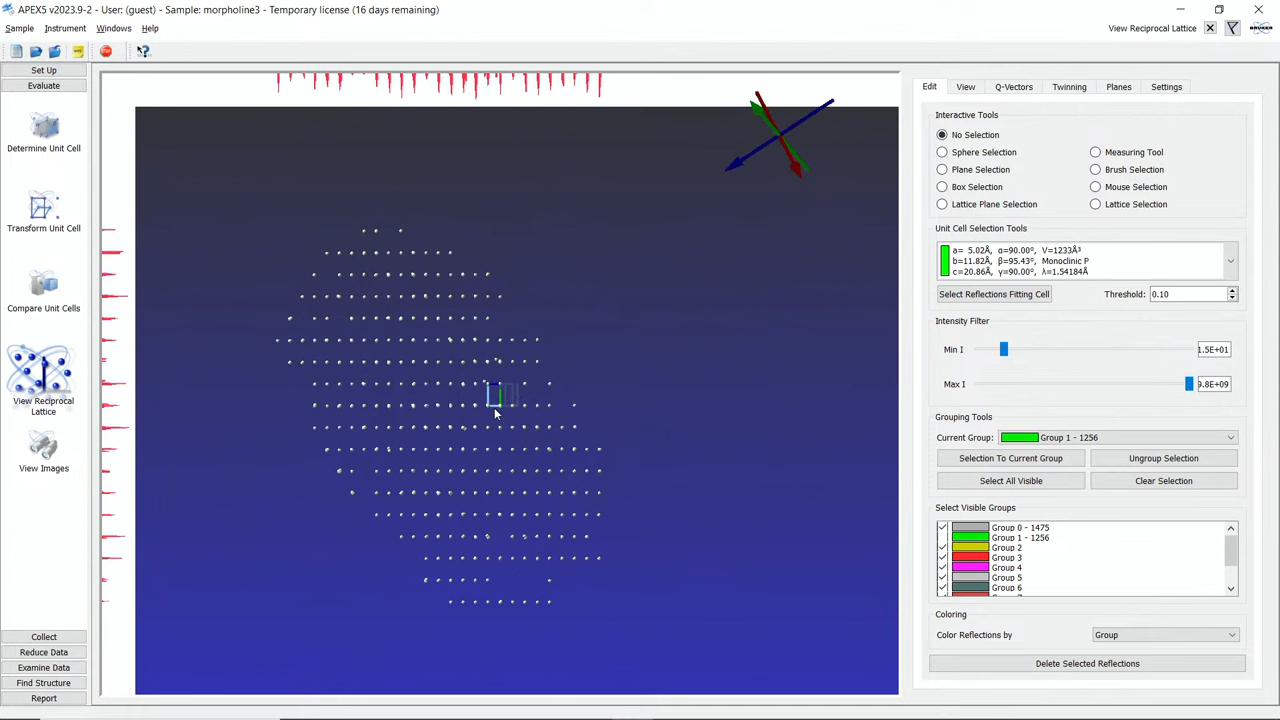 APEX5 v2023.9-2 - User: (guest) - Sample: morpholine3 - Temporary license (16 days remaining)
Sample Instrument Windows Help
View Reciprocal Lattice
BRUKER
STOP
Set Up
Evaluate
Determine Unit Cell
Transform Unit Cell
Compare Unit Cells
View Reciprocal
Lattice
View Images
Collect
Reduce Data
Examine Data
Find Structure
Report
Edit View Q-Vectors Twinning Planes Settings
Interactive Tools
No Selection
Sphere Selection Measuring Tool
Plane Selection Brush Selection
Box Selection Mouse Selection
Lattice Plane Selection Lattice Selection
Unit Cell Selection Tools
a= 5.02Å, α=90.00°, V=1233Å³
b=11.82Å, β=95.43°, Monoclinic P
c=20.86Å, γ=90.00°, λ=1.54184Å
Select Reflections Fitting Cell Threshold: 0.10
Intensity Filter
Min I 1.5E+01
Max I 9.8E+09
Grouping Tools
Current Group: Group 1 - 1256
Selection To Current Group Ungroup Selection
Select All Visible Clear Selection
Select Visible Groups
Group 0 - 1475
Group 1 - 1256
Group 2
Group 3
Group 4
Group 5
Group 6
Coloring
Color Reflections by Group
Delete Selected Reflections